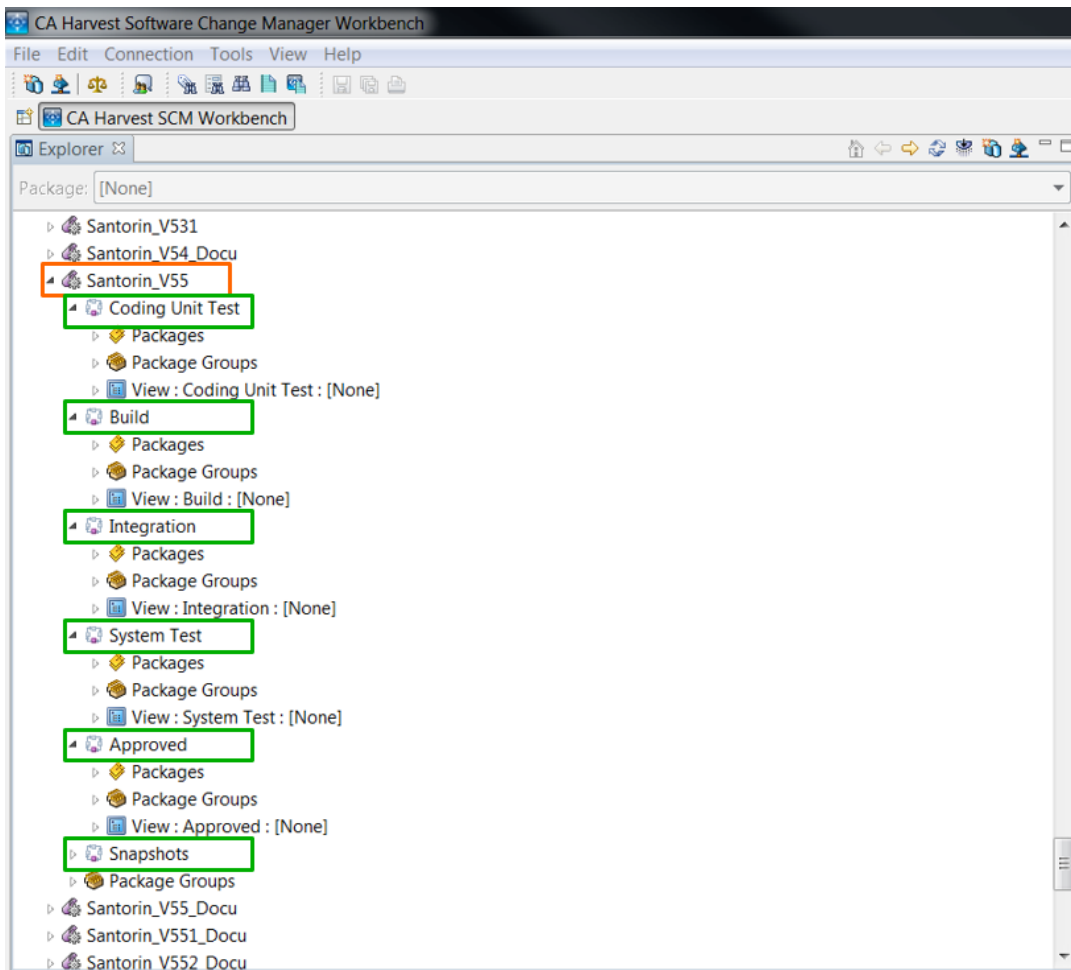 CA Harvest Software Change Manager Workbench
File Edit Connection Tools View Help
CA Harvest SCM Workbench
Explorer
Package: [None]
Santorin_V531
Santorin_V54_Docu
Santorin_V55
Coding Unit Test
Packages
Package Groups
View : Coding Unit Test : [None]
Build
Packages
Package Groups
View : Build : [None]
Integration
Packages
Package Groups
View : Integration : [None]
System Test
Packages
Package Groups
View : System Test : [None]
Approved
Packages
Package Groups
View : Approved : [None]
Snapshots
Package Groups
Santorin_V55_Docu
Santorin_V551_Docu
Santorin_V552_Docu